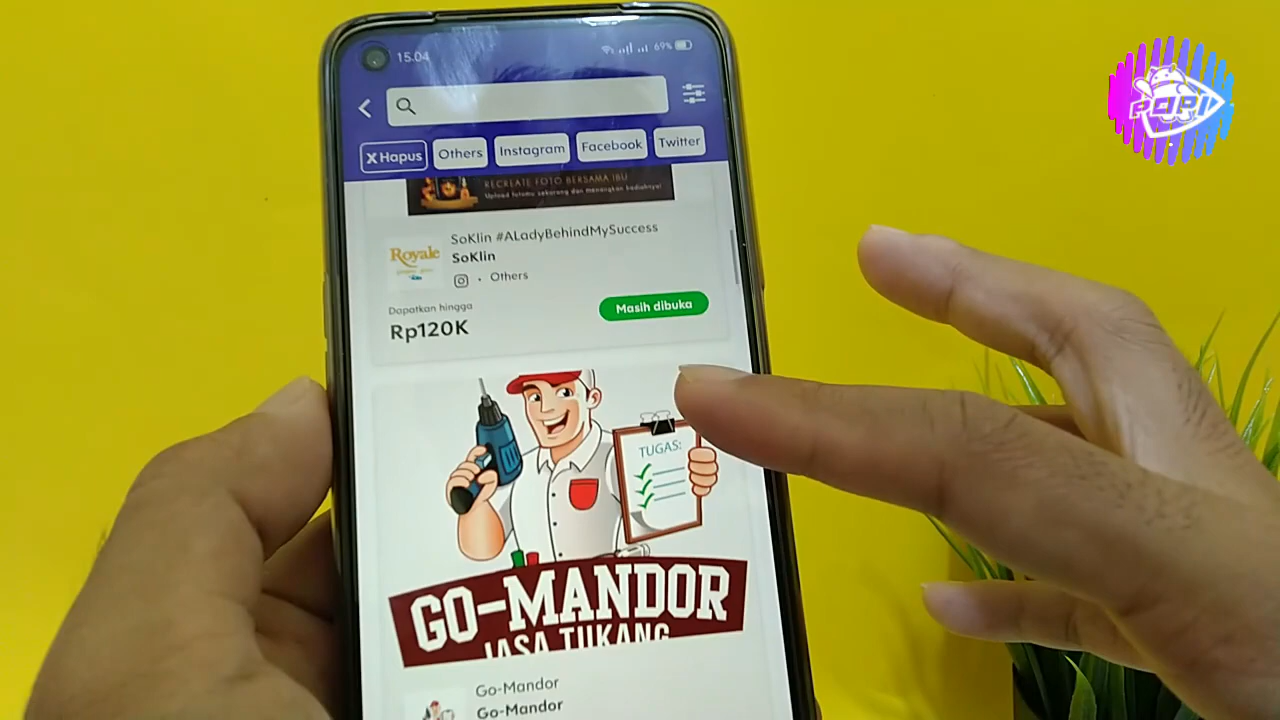 15.04
69%
X Hapus
Others
Instagram
Facebook
Twitter
RECREATE FOTO BERSAMA IBU
Upload fotomu sekarang dan menangkan hadiahnya!
SoKlin #ALadyBehindMySuccess
Royale
SoKlin
Others
Dapatkan hingga
Rp120K
Masih dibuka
TUGAS:
GO-MANDOR
JASA TUKANG
Go-Mandor
Go-Mandor
PAPI